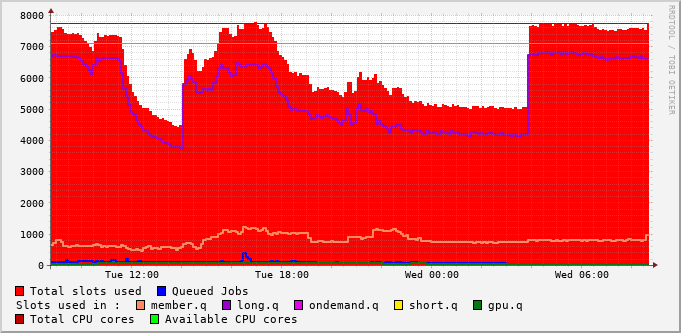 8000
7000
6000
5000
4000
3000
2000
1000
0
Tue 12:00 Tue 18:00 Wed 00:00 Wed 06:00
RRDTOOL / TOBI OETIKER
Total slots used Queued Jobs
Slots used in : member.q long.q ondemand.q short.q gpu.q
Total CPU cores Available CPU cores